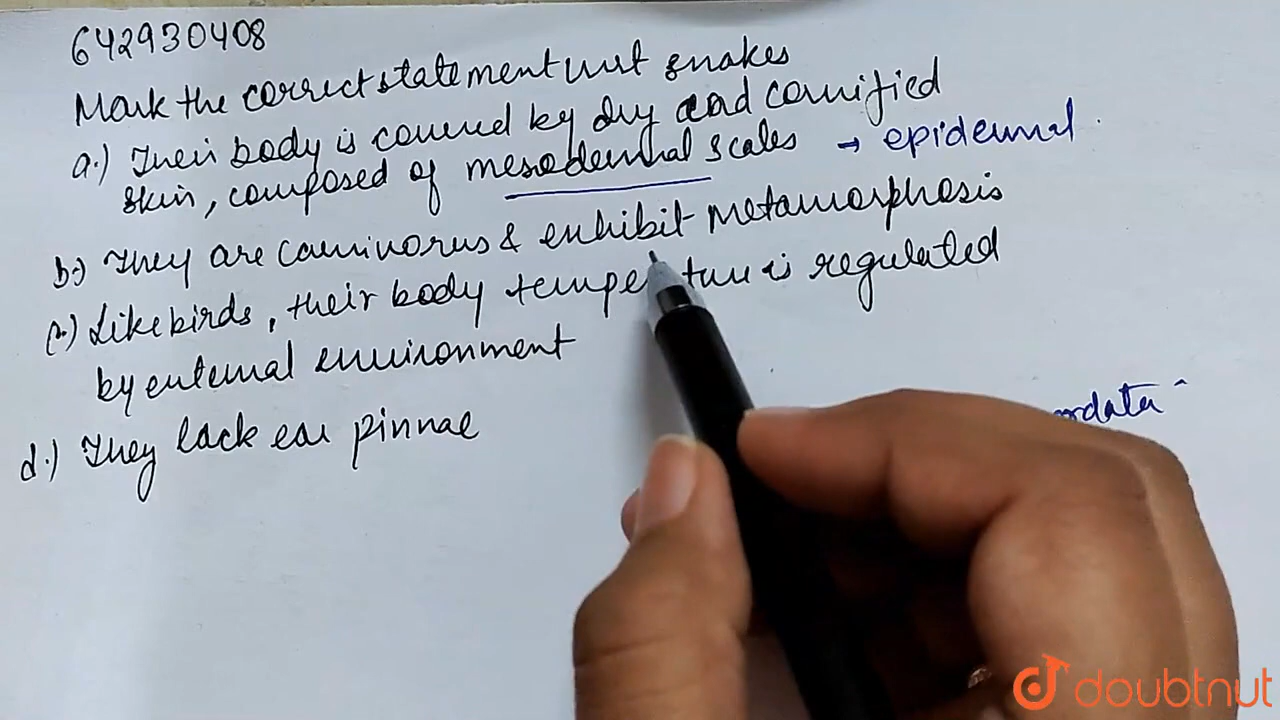 642930408
Mark the correct statement wrt snakes
a.) Their body is covered by dry and cornified
skin, composed of mesodermal scales → epidermal.
b.) They are carnivorus & exhibit metamorphosis
c.) Like birds, their body temperature is regulated
by external environment
d.) They lack ear pinnae
doubtnut